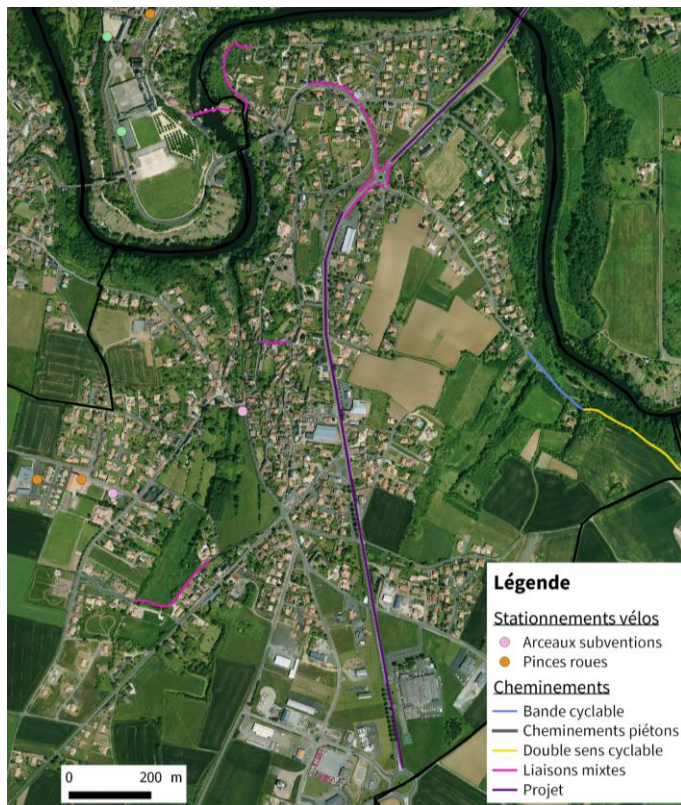 Légende
Stationnements vélos
Arceaux subventions
Pinces roues
Cheminements
Bande cyclable
Cheminements piétons
Double sens cyclable
Liaisons mixtes
Projet
0 200 m